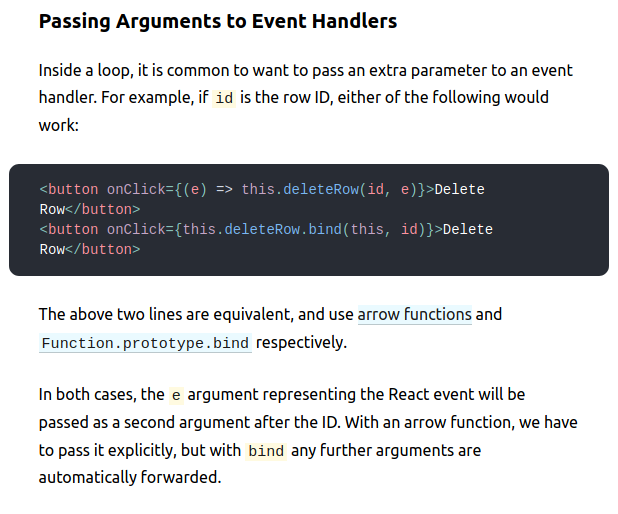 Passing Arguments to Event Handlers
Inside a loop, it is common to want to pass an extra parameter to an event
handler. For example, if id is the row ID, either of the following would
work:
<button onClick={(e) => this.deleteRow(id, e)}>Delete
Row</button>
<button onClick={this.deleteRow.bind(this, id)}>Delete
Row</button>
The above two lines are equivalent, and use arrow functions and
Function.prototype.bind respectively.
In both cases, the e argument representing the React event will be
passed as a second argument after the ID. With an arrow function, we have
to pass it explicitly, but with bind any further arguments are
automatically forwarded.